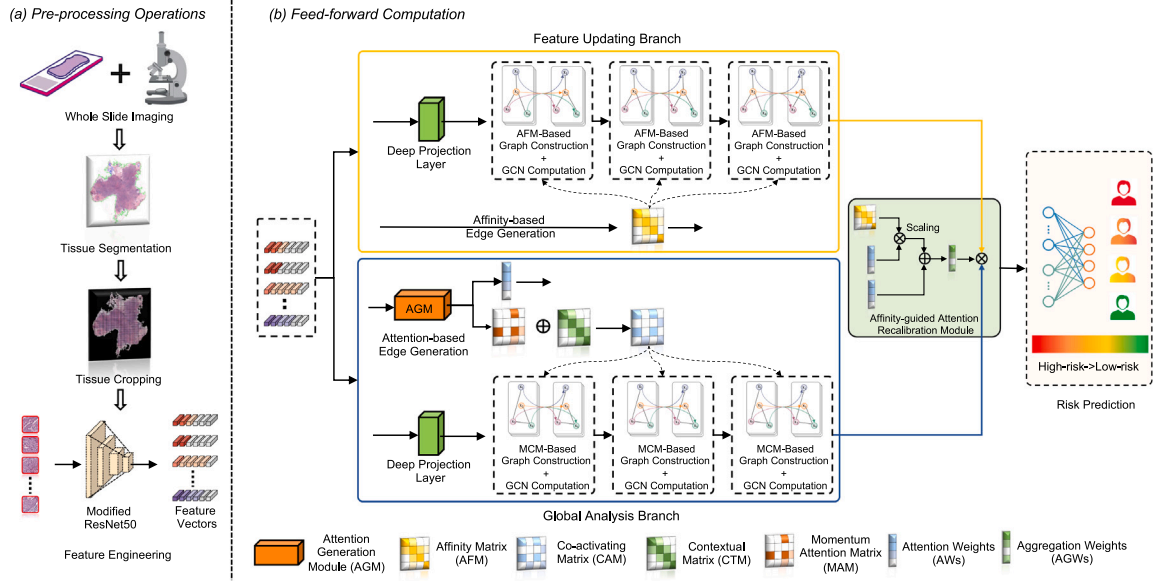 (a) Pre-processing Operations
Whole Slide Imaging
Tissue Segmentation
Tissue Cropping
Modified
ResNet50
Feature
Vectors
Feature Engineering
(b) Feed-forward Computation
Feature Updating Branch
Deep Projection
Layer
AFM-Based
Graph Construction
+
GCN Computation
AFM-Based
Graph Construction
+
GCN Computation
AFM-Based
Graph Construction
+
GCN Computation
Affinity-based
Edge Generation
AGM
Attention-based
Edge Generation
Deep Projection
Layer
MCM-Based
Graph Construction
+
GCN Computation
MCM-Based
Graph Construction
+
GCN Computation
MCM-Based
Graph Construction
+
GCN Computation
Global Analysis Branch
Scaling
Affinity-guided Attention
Recalibration Module
High-risk->Low-risk
Risk Prediction
Attention
Generation
Module (AGM)
Affinity Matrix
(AFM)
Co-activating
Matrix (CAM)
Contextual
Matrix (CTM)
Momentum
Attention Matrix
(MAM)
Attention Weights
(AWs)
Aggregation Weights
(AGWs)